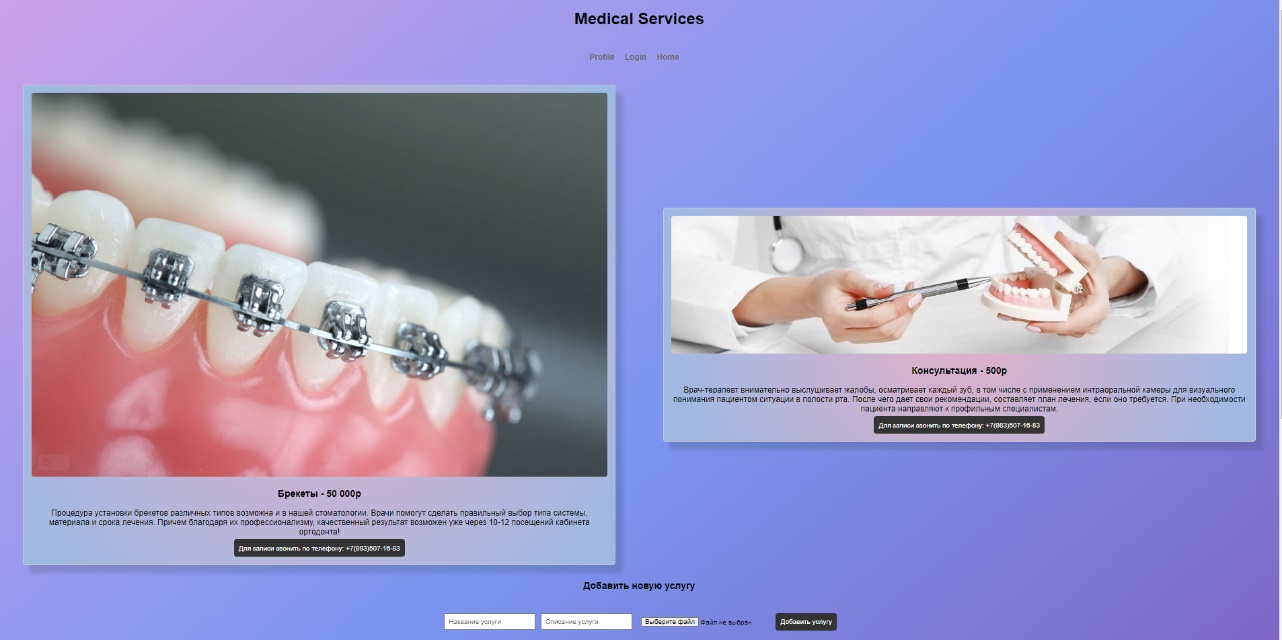 Medical Services
Profile Login Home
Брекеты - 50 000р
Процедура установки брекетов различных типов возможна и в нашей стоматологии. Врачи помогут сделать правильный выбор типа системы,
материала и срока лечения. Причем благодаря их профессионализму, качественный результат возможен уже через 10-12 посещений кабинета
ортодонта!
Для записи звонить по телефону: +7(983)507-16-83
Консультация - 500р
Врач-терапевт внимательно выслушивает жалобы, осматривает каждый зуб, в том числе с применением интраоральной камеры для визуального
понимания пациентом ситуации в полости рта. После чего дает свои рекомендации, составляет план лечения, если оно требуется. При необходимости
пациента направляют к профильным специалистам.
Для записи звонить по телефону: +7(983)507-16-83
Добавить новую услугу
Название услуги Описание услуги Выберите файл Файл не выбран Добавить услугу